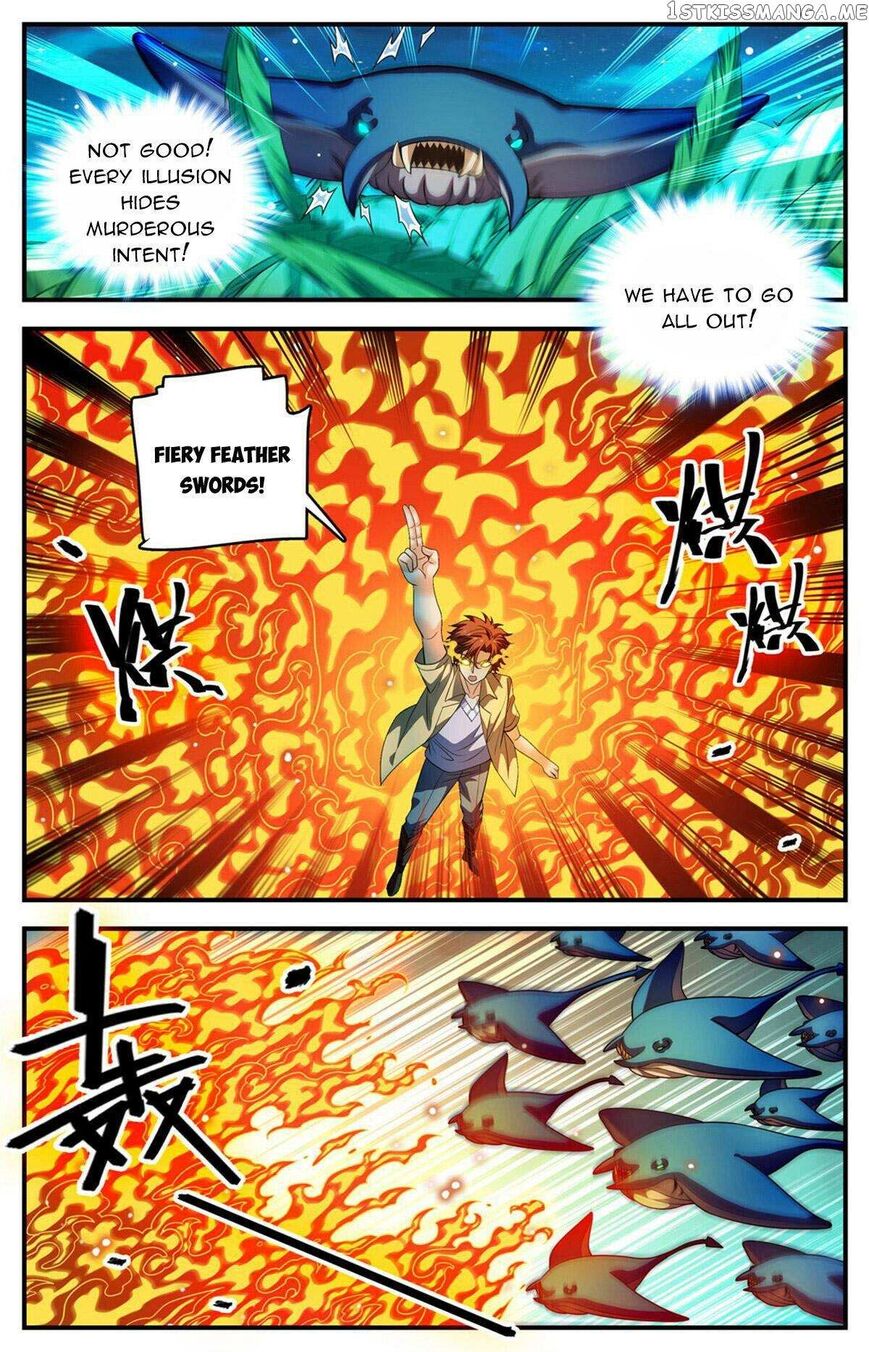 1STKISSMANGA.ME
NOT GOOD!
EVERY ILLUSION
HIDES
MURDEROUS
INTENT!
WE HAVE TO GO
ALL OUT!
FIERY FEATHER
SWORDS!
烘
烘
烘
轰